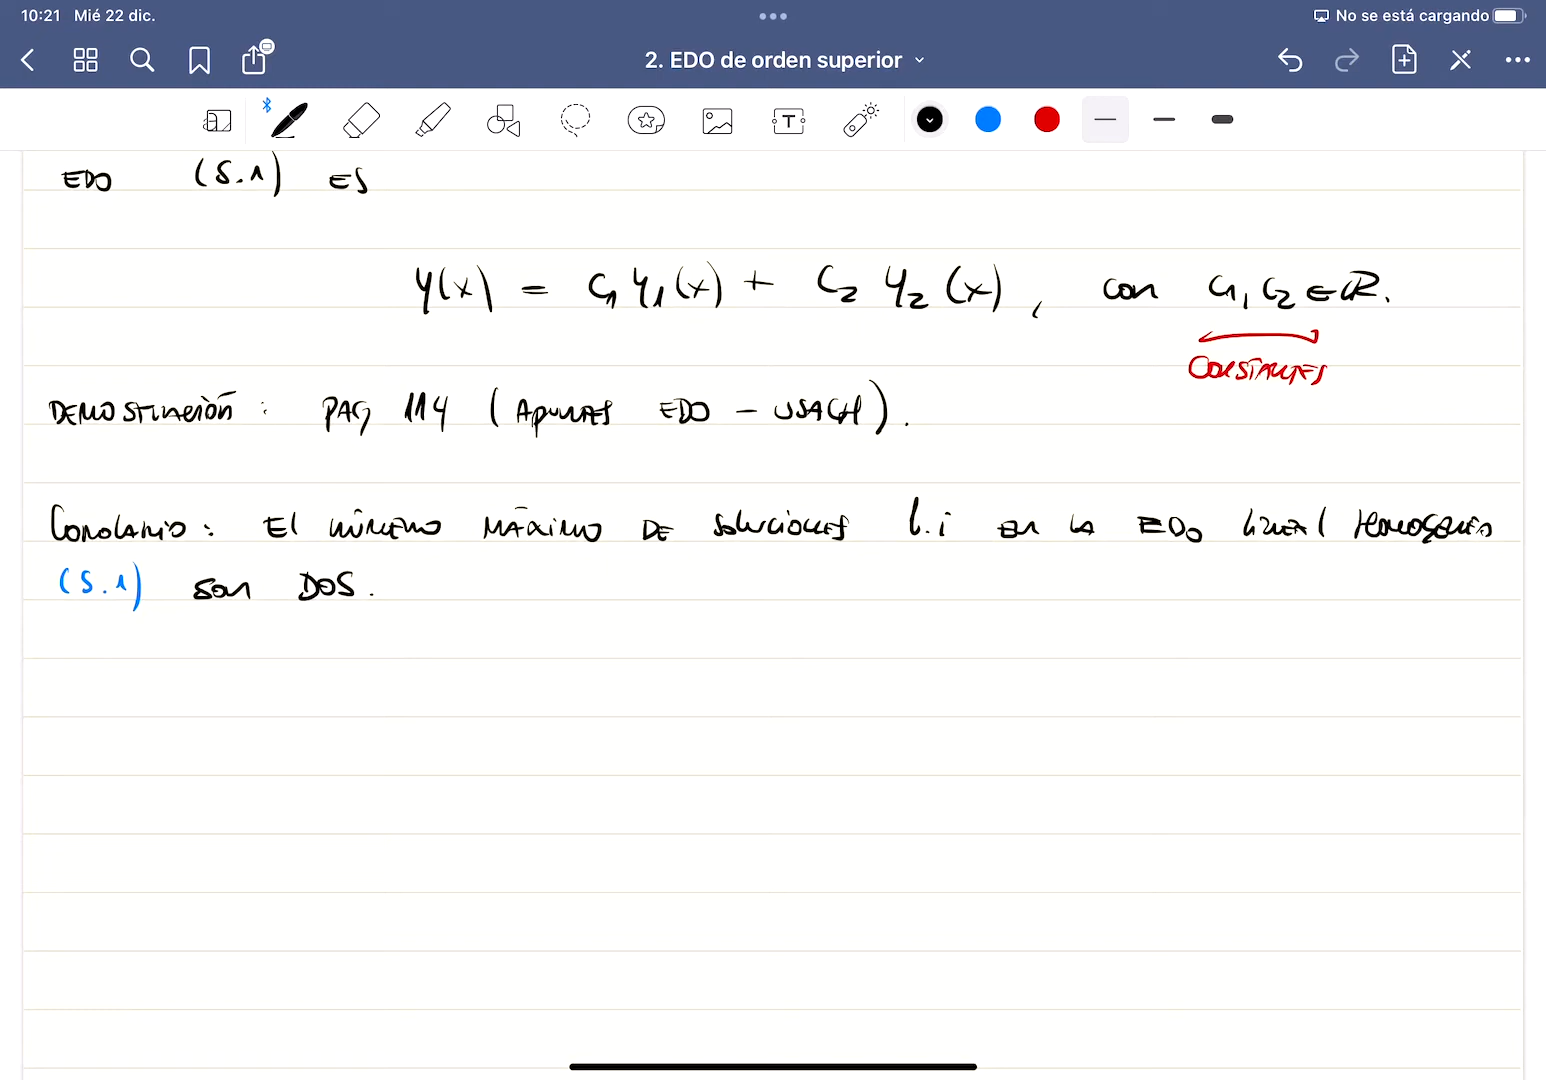 10:21 Mié 22 dic.
No se está cargando
2. EDO de orden superior
T
EDO (S.1) ES
y(x) = C1 y1(x) + C2 y2(x), con C1, C2 ∈ R.
CONSTANTES
DEMOSTRACIÓN: PAG 114 (APUNTES EDO - USACH).
COROLARIO: El NÚMERO MÁXIMO DE SOLUCIONES l.i EN LA EDO LINEAL HOMOGENEA
(S.1) SON DOS.